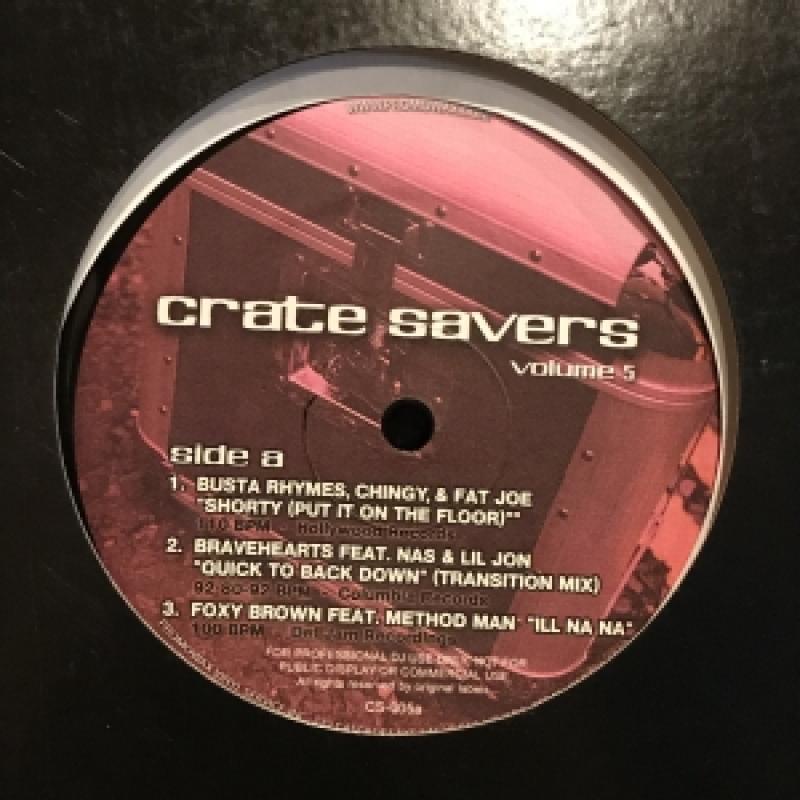 crate savers
volume 5
side a
1. BUSTA RHYMES, CHINGY, & FAT JOE
"SHORTY (PUT IT ON THE FLOOR)""
110 BPM - Hollywood Records
2. BRAVEHEARTS FEAT. NAS & LIL JON
"QUICK TO BACK DOWN" (TRANSITION MIX)
92-80-92 BPM - Columbia Records
3. FOXY BROWN FEAT. METHOD MAN "ILL NA NA"
100 BPM - Def Jam Recordings
FOR PROFESSIONAL DJ USE ONLY. NOT FOR
PUBLIC DISPLAY OR COMMERCIAL USE
All rights reserved by original labels
CS-005a